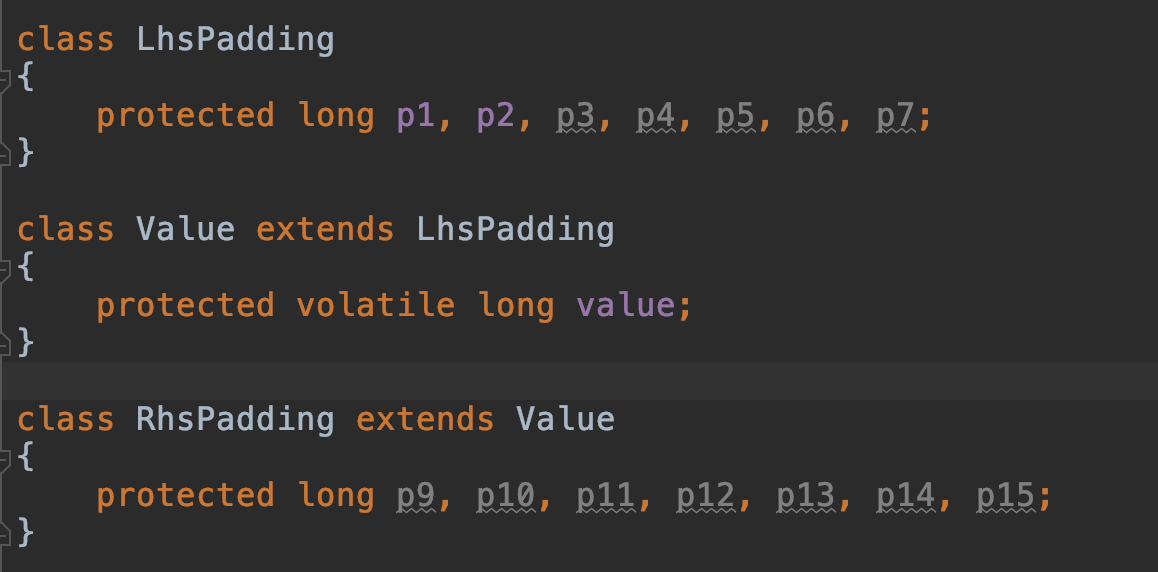 class LhsPadding
{
    protected long p1, p2, p3, p4, p5, p6, p7;
}
class Value extends LhsPadding
{
    protected volatile long value;
}
class RhsPadding extends Value
{
    protected long p9, p10, p11, p12, p13, p14, p15;
}